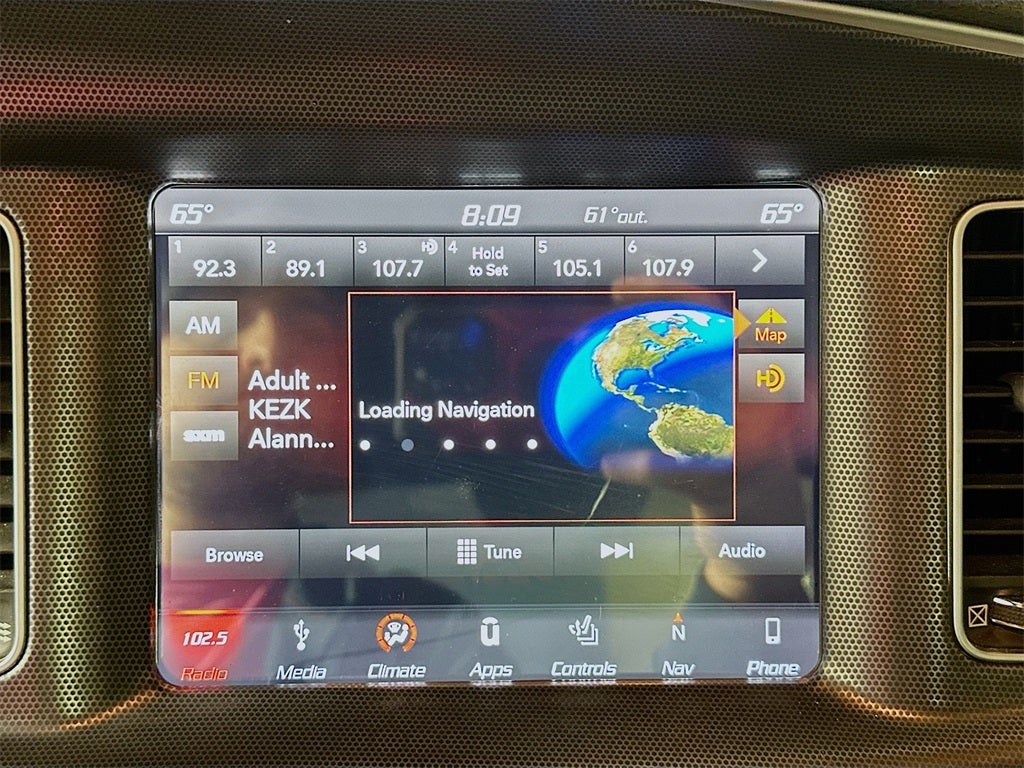 65° 8:09 61°out. 65°
1 92.3 2 89.1 3 HD 107.7 4 Hold to Set 5 105.1 6 107.9
AM
FM
sxm
Adult ...
KEZK
Alann...
Loading Navigation
Map
HD
Browse Tune Audio
102.5 N
Radio Media Climate Apps Controls Nav Phone